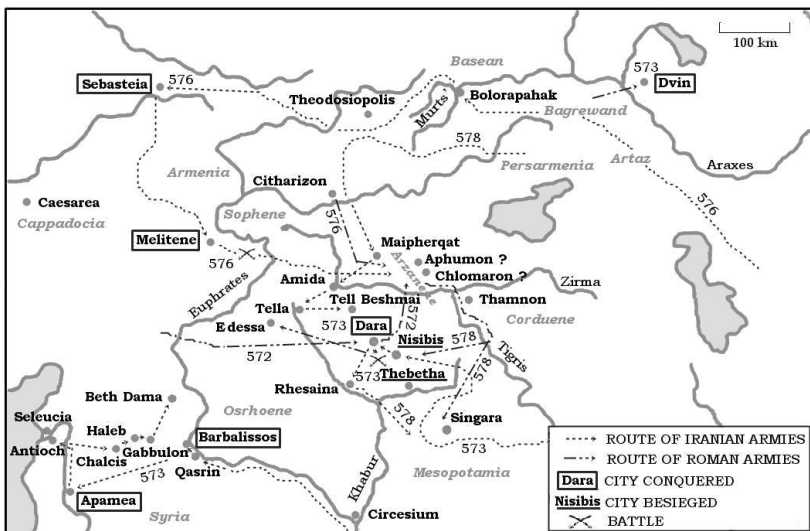 573
100 km
Basean
Sebasteia
576
Dvin
Theodosiopolis
Murts
Bolorapahak
Bagrewand
578
Armenia
Persarmenia
Artaz
Araxes
Citharizon
Caesarea
Cappadocia
Sophene
576
576
Melitene
Maipherqat
Aphumon ?
Arzanene
Chlomaron ?
576
Zirma
Amida
Euphrates
Tella
Tell Beshmai
Thamnon
Corduene
Edessa
573
Dara
572
Nisibis
578
Tigris
572
Thebetha
573
578
Rhesaina
Beth Dama
Osrhoene
578
Singara
573
Seleucia
Haleb
Antioch
Gabbulon
Barbalissos
Chalcis
573
Qasrin
Khabur
Mesopotamia
Apamea
Syria
Circesium
ROUTE OF IRANIAN ARMIES
ROUTE OF ROMAN ARMIES
Dara CITY CONQUERED
Nisibis CITY BESIEGED
BATTLE